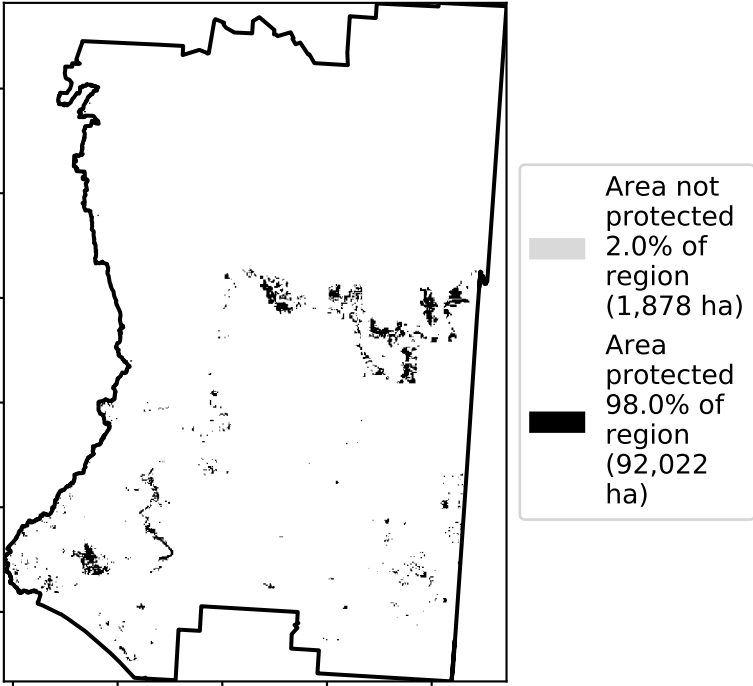 Area not
protected
2.0% of
region
(1,878 ha)
Area
protected
98.0% of
region
(92,022
ha)